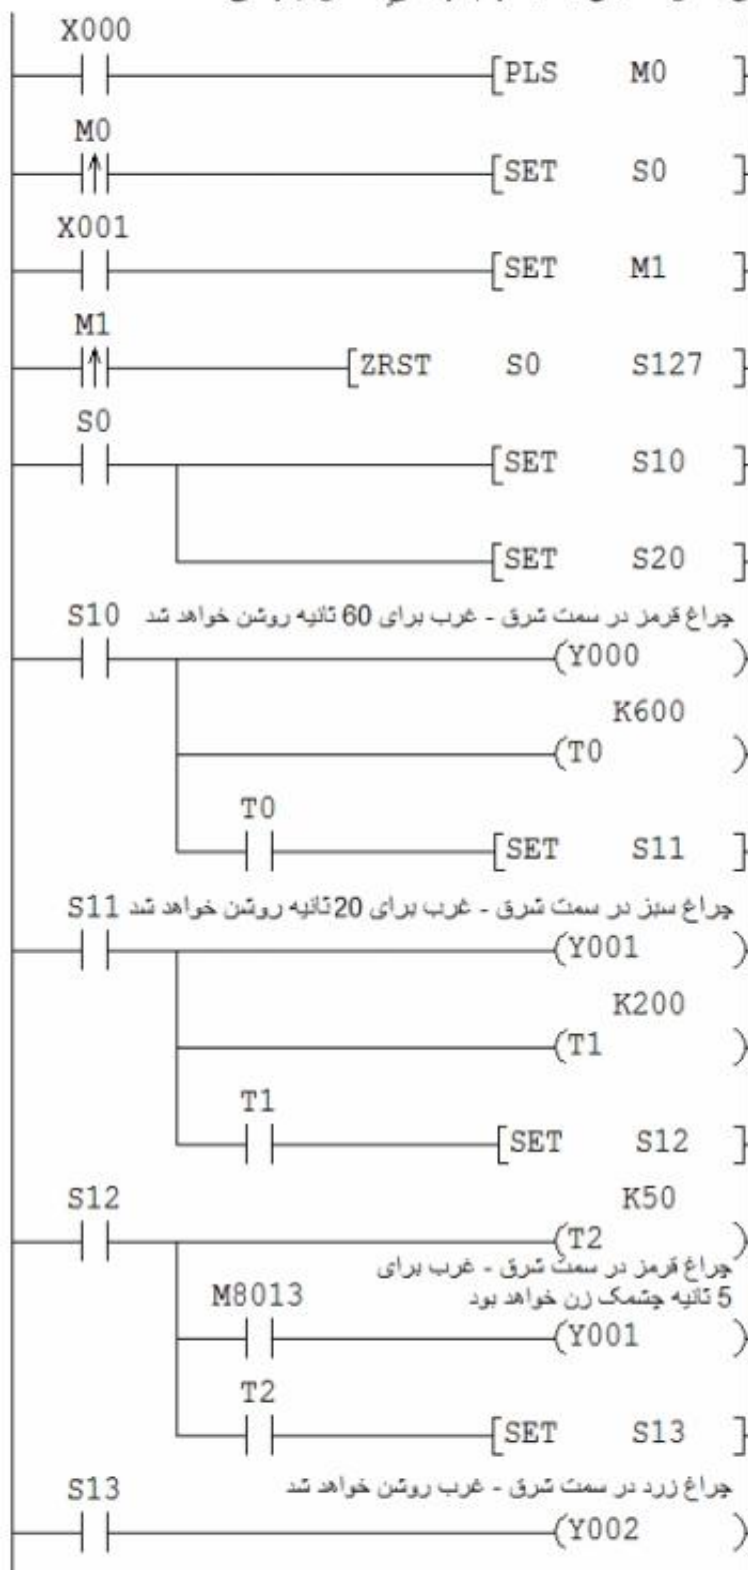 X000
[PLS M0 ]
M0
[SET S0 ]
X001
[SET M1 ]
M1
[ZRST S0 S127 ]
S0
[SET S10 ]
[SET S20 ]
S10 چراغ قرمز در سمت شرق - غرب برای 60 ثانیه روشن خواهد شد
(Y000 )
K600
(T0 )
T0
[SET S11 ]
S11 چراغ سبز در سمت شرق - غرب برای 20 ثانیه روشن خواهد شد
(Y001 )
K200
(T1 )
T1
[SET S12 ]
S12
K50
(T2 )
چراغ قرمز در سمت شرق - غرب برای
5 ثانیه چشمک زن خواهد بود
M8013
(Y001 )
T2
[SET S13 ]
S13 چراغ زرد در سمت شرق - غرب روشن خواهد شد
(Y002 )